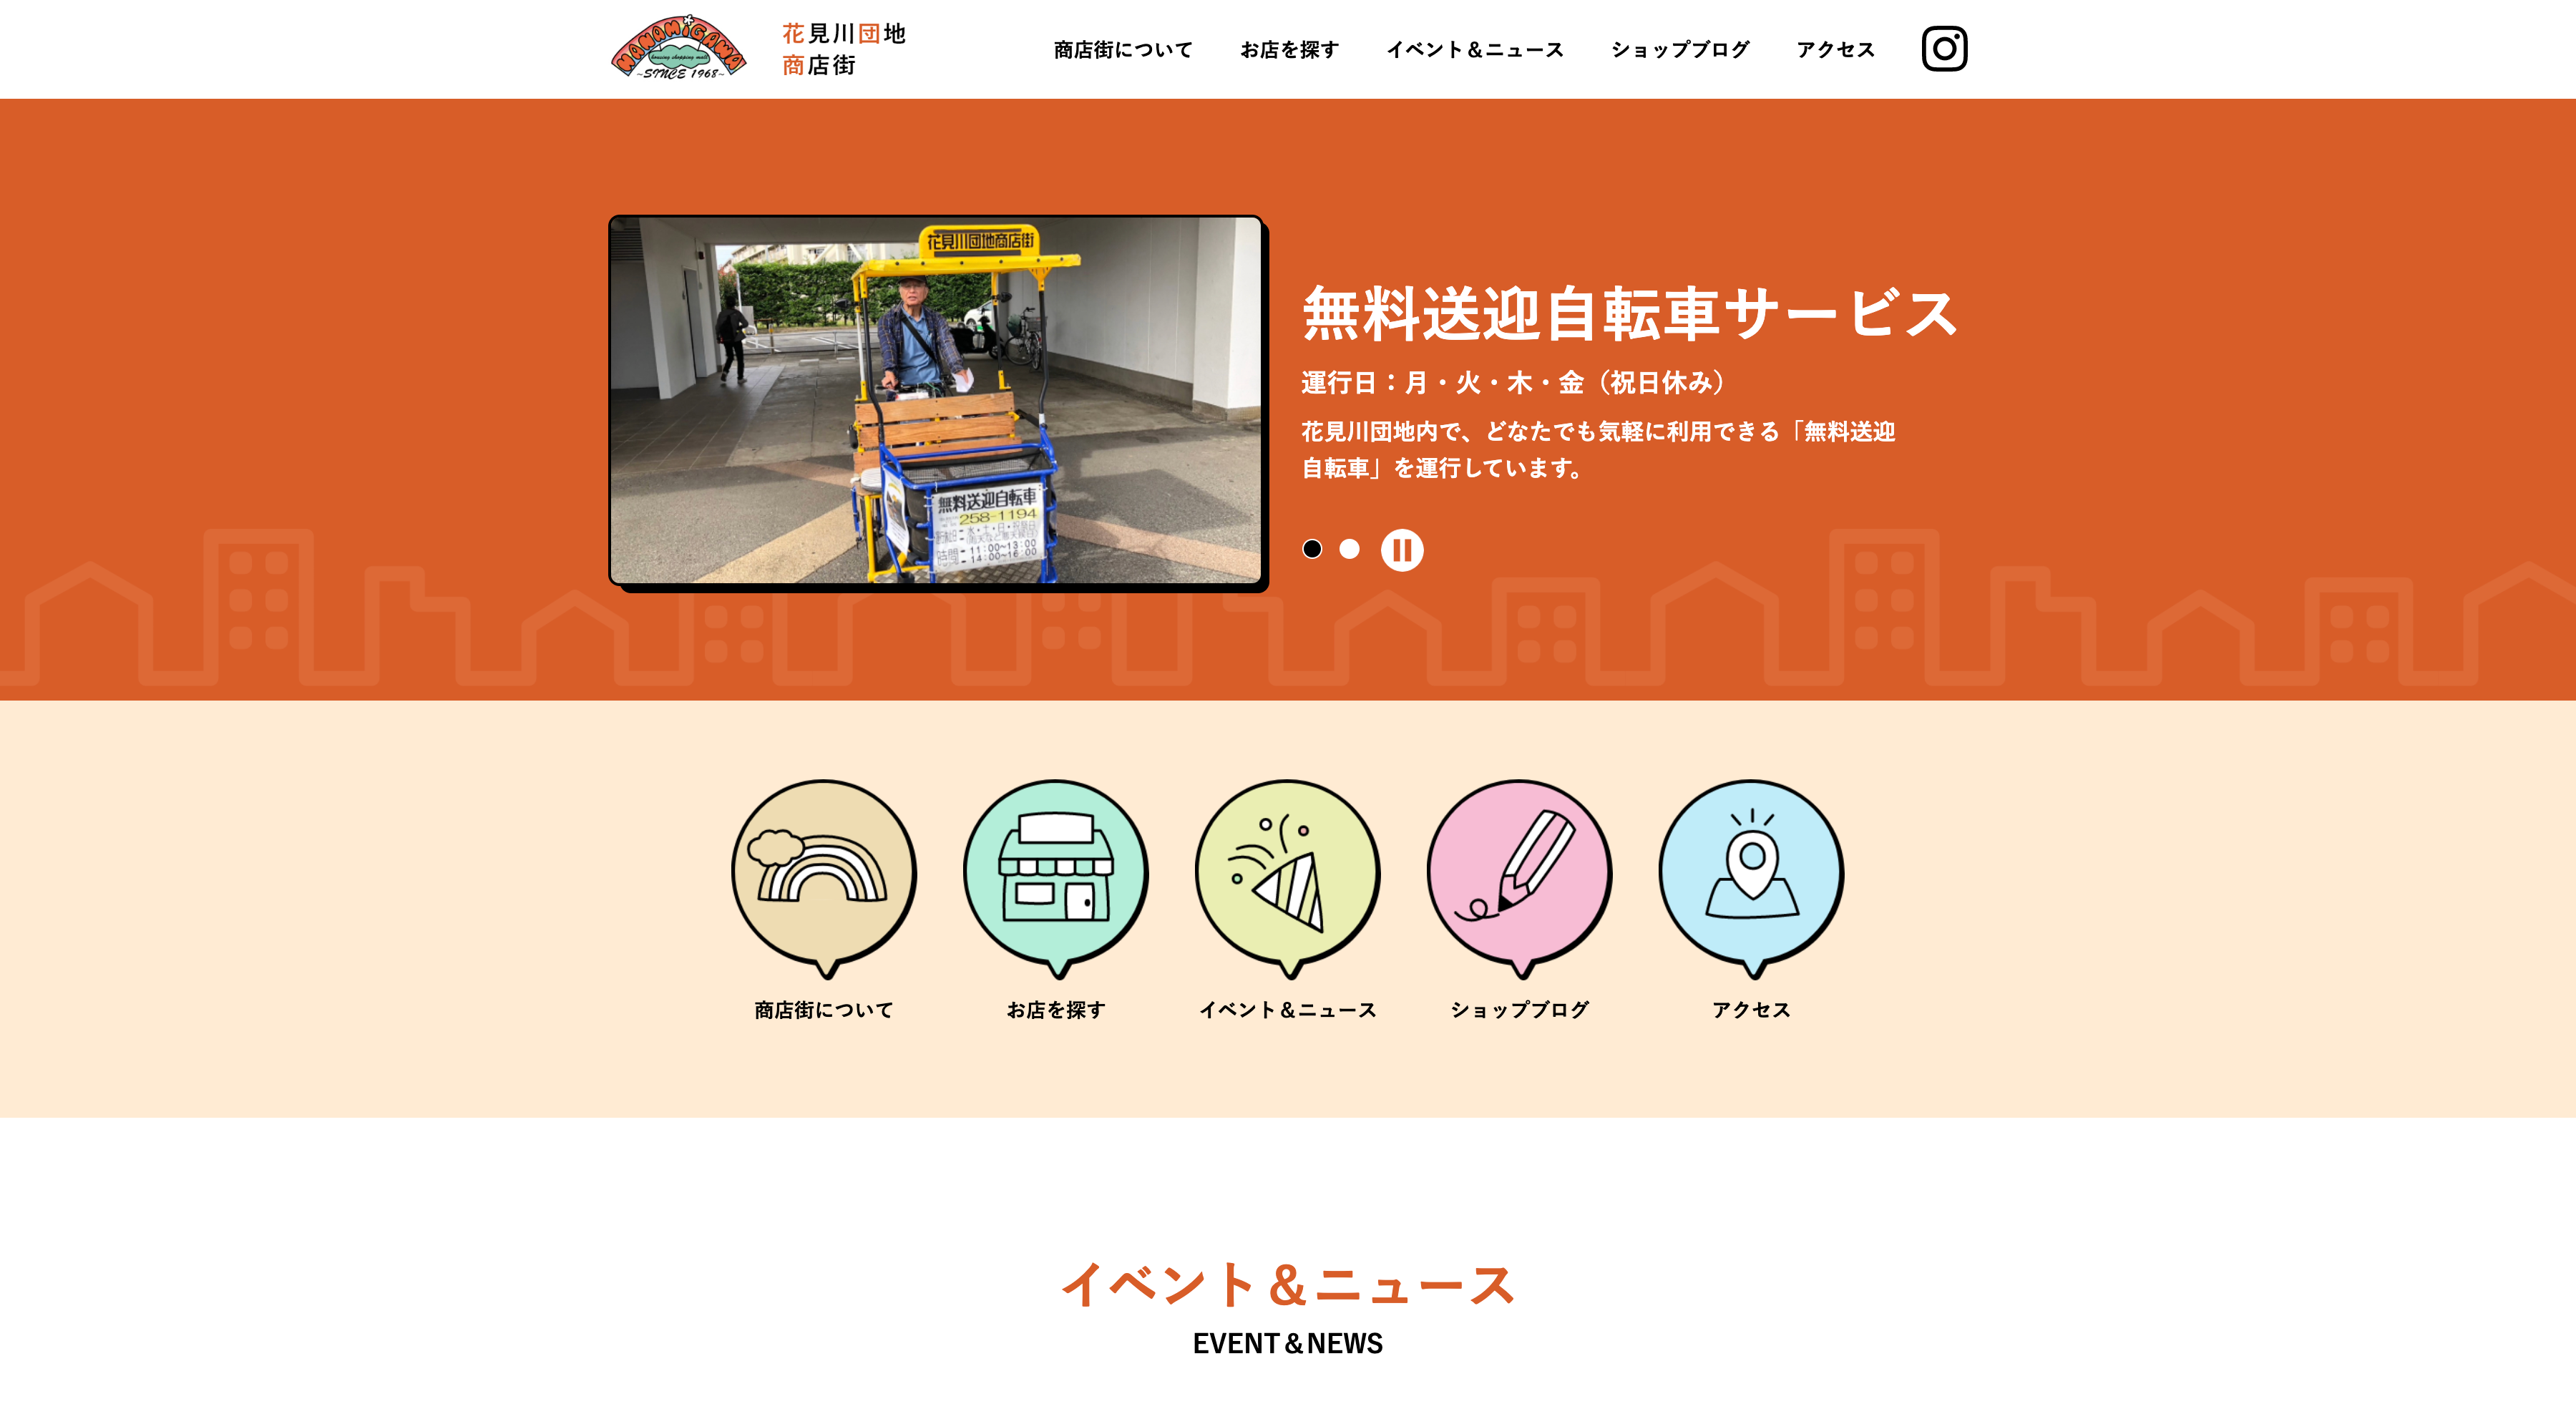 HANAMIGAWA
housing shopping mall
~SINCE 1968~
花見川団地
商店街
商店街について
お店を探す
イベント＆ニュース
ショップブログ
アクセス
花見川団地商店街
無料送迎自転車
258-1194
11:00~13:00
14:00~16:00
無料送迎自転車サービス
運行日：月・火・木・金（祝日休み）
花見川団地内で、どなたでも気軽に利用できる「無料送迎
自転車」を運行しています。
商店街について
お店を探す
イベント＆ニュース
ショップブログ
アクセス
イベント＆ニュース
EVENT＆NEWS